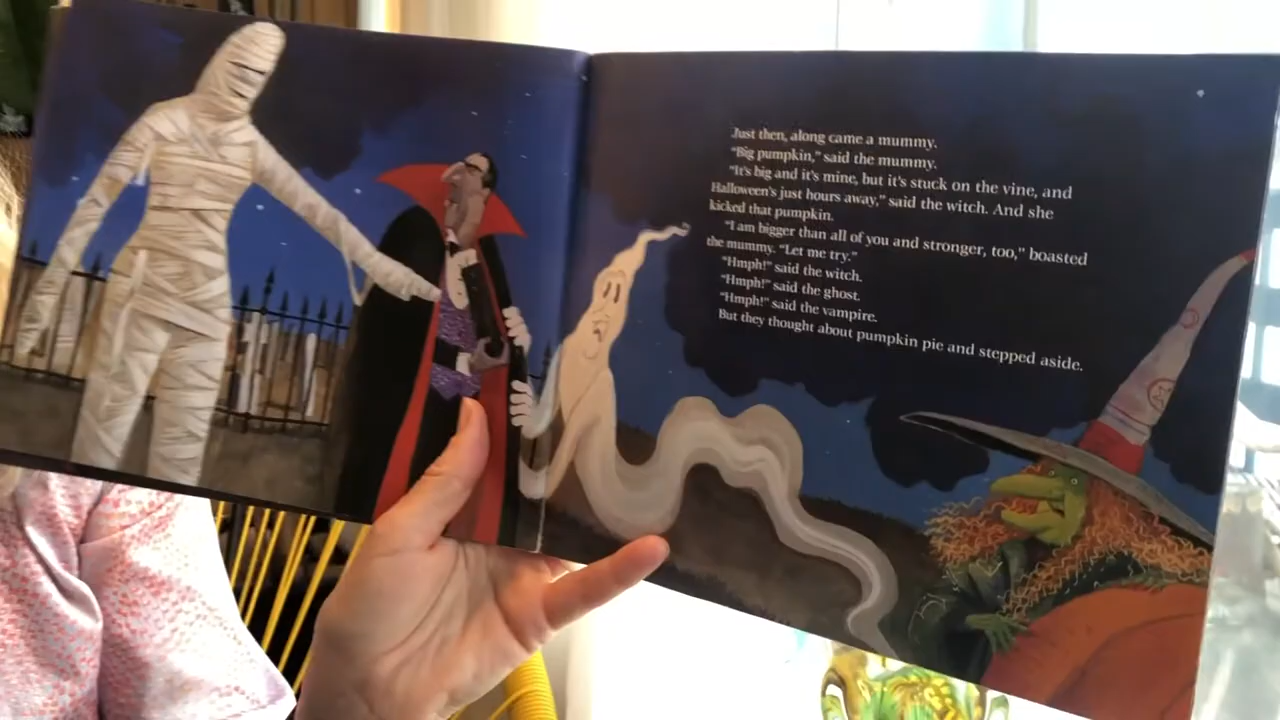 Just then, along came a mummy.
"Big pumpkin," said the mummy.
"It's big and it's mine, but it's stuck on the vine, and
Halloween's just hours away," said the witch. And she
kicked that pumpkin.
"I am bigger than all of you and stronger, too," boasted
the mummy. "Let me try."
"Hmph!" said the witch.
"Hmph!" said the ghost.
"Hmph!" said the vampire.
But they thought about pumpkin pie and stepped aside.